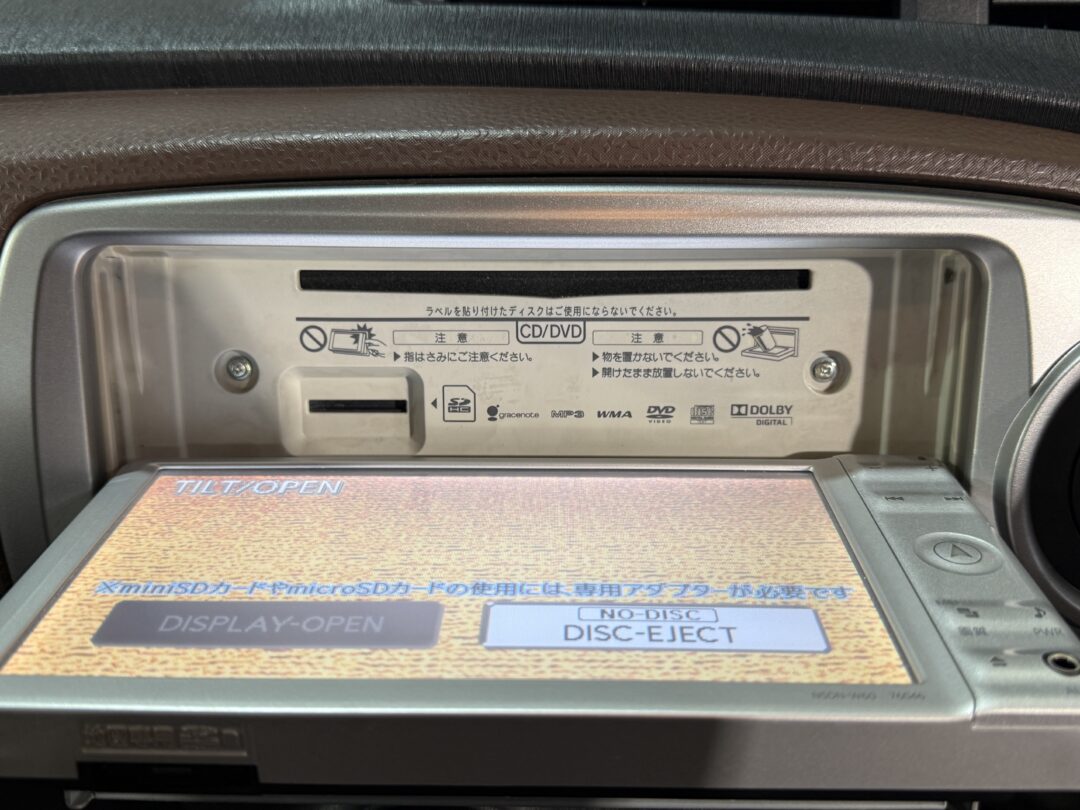 ラベルを貼り付けたディスクはご使用にならないでください。
注意
CD/DVD
注意
▶指はさみにご注意ください。
▶物を置かないでください。
▶開けたまま放置しないでください。
SD
HC
gracenote
MP3
WMA
DVD
VIDEO
DOLBY
DIGITAL
TILT/OPEN
※miniSDカードやmicroSDカードの使用には、専用アダプターが必要です
DISPLAY-OPEN
NO-DISC
DISC-EJECT
画質
PWR
NSDN-W60 76046